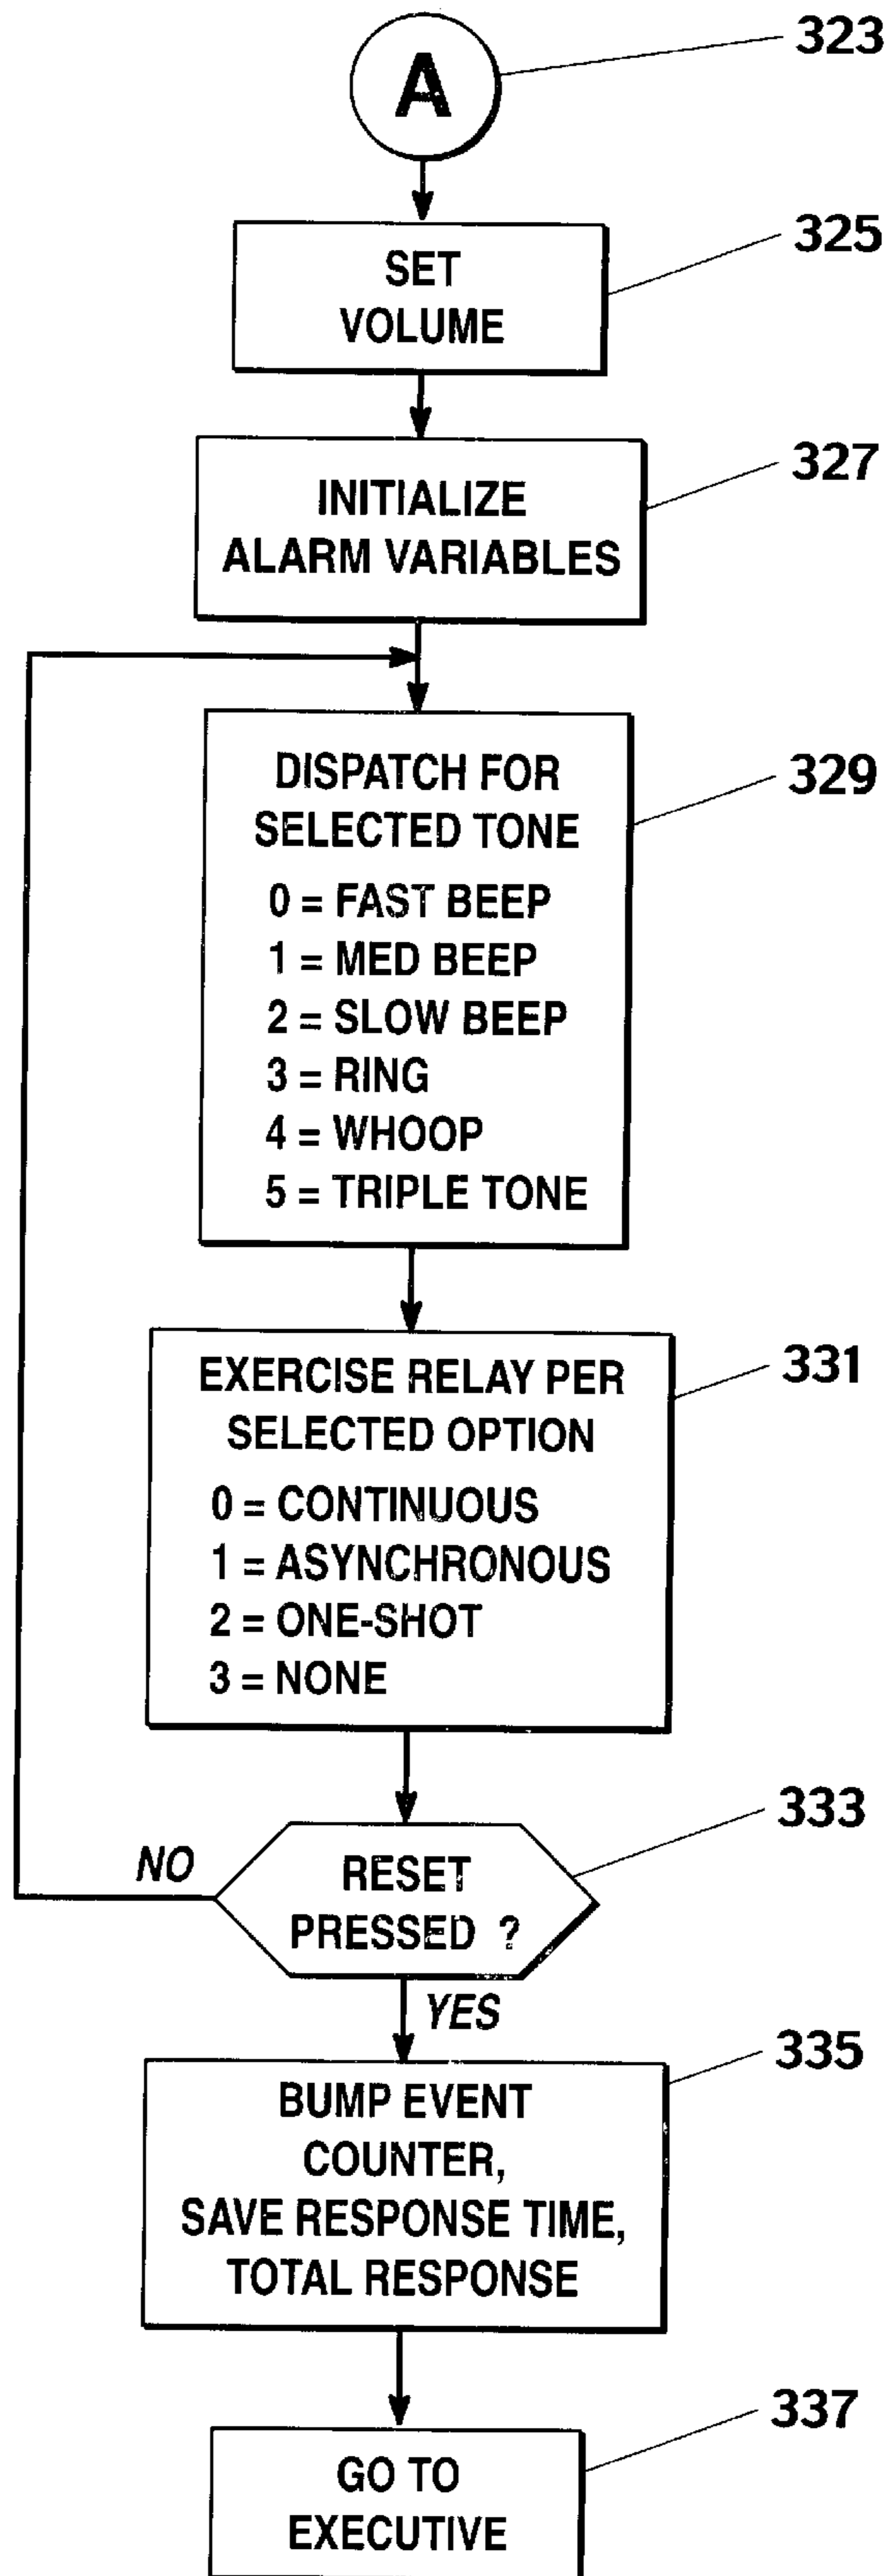 A
323
SET
VOLUME
325
INITIALIZE
ALARM VARIABLES
327
DISPATCH FOR
SELECTED TONE
0 = FAST BEEP
1 = MED BEEP
2 = SLOW BEEP
3 = RING
4 = WHOOP
5 = TRIPLE TONE
329
EXERCISE RELAY PER
SELECTED OPTION
0 = CONTINUOUS
1 = ASYNCHRONOUS
2 = ONE-SHOT
3 = NONE
331
RESET
PRESSED ?
333
NO
YES
BUMP EVENT
COUNTER,
SAVE RESPONSE TIME,
TOTAL RESPONSE
335
GO TO
EXECUTIVE
337